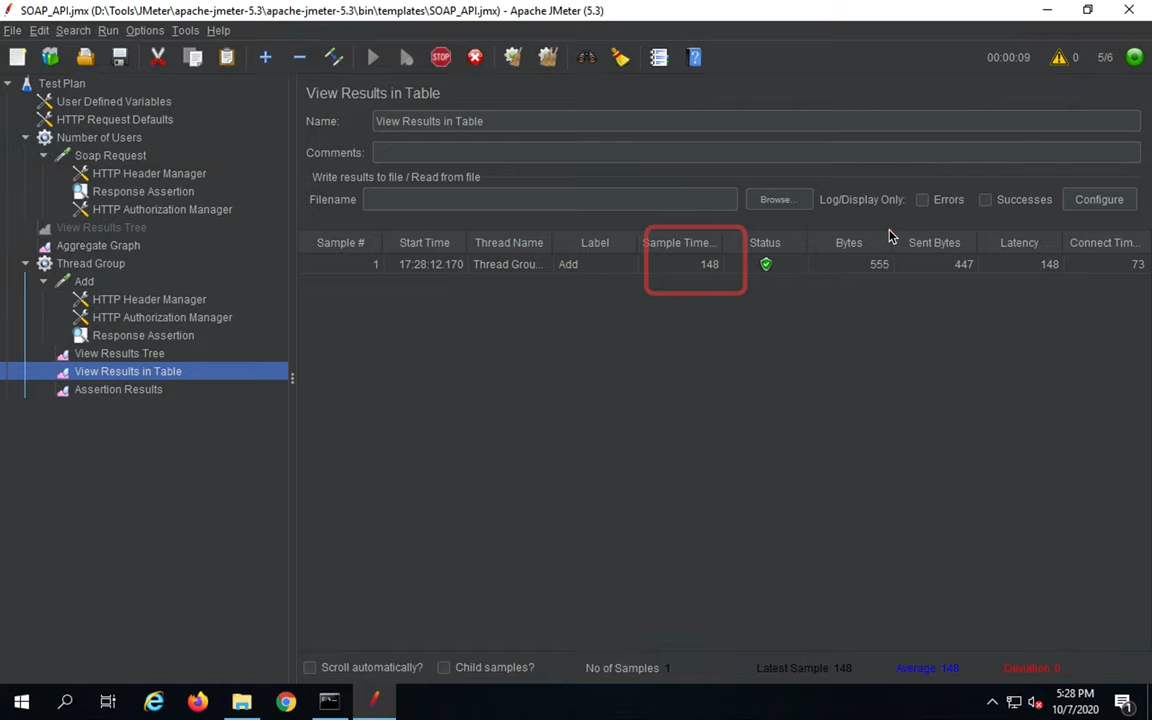 SOAP_API.jmx (D:\Tools\JMeter\apache-jmeter-5.3\apache-jmeter-5.3\bin\templates\SOAP_API.jmx) - Apache JMeter (5.3)
File Edit Search Run Options Tools Help
STOP 00:00:09 0 5/6
Test Plan
User Defined Variables
HTTP Request Defaults
Number of Users
Soap Request
HTTP Header Manager
Response Assertion
HTTP Authorization Manager
View Results Tree
Aggregate Graph
Thread Group
Add
HTTP Header Manager
HTTP Authorization Manager
Response Assertion
View Results Tree
View Results in Table
Assertion Results
View Results in Table
Name: View Results in Table
Comments:
Write results to file / Read from file
Filename Browse... Log/Display Only: Errors Successes Configure
Sample # Start Time Thread Name Label Sample Time... Status Bytes Sent Bytes Latency Connect Tim...
1 17:28:12.170 Thread Grou... Add 148 555 447 148 73
Scroll automatically? Child samples? No of Samples 1 Latest Sample 148 Average 148 Deviation 0
5:28 PM
10/7/2020
1